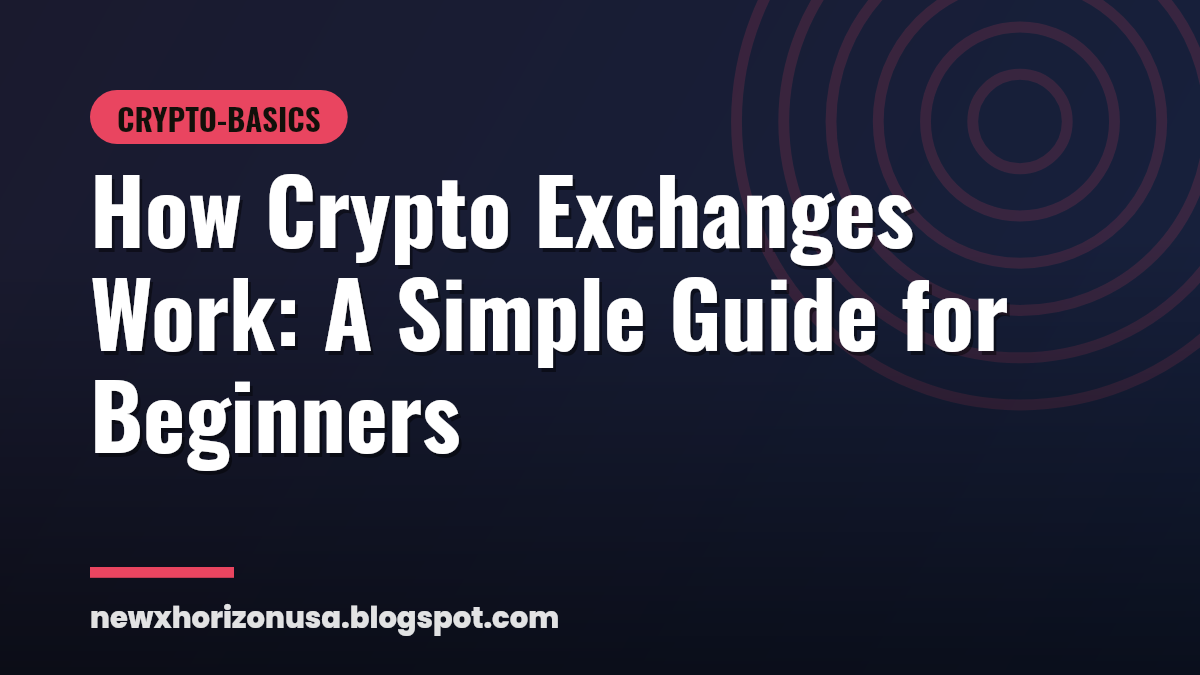 CRYPTO-BASICS
How Crypto Exchanges
Work: A Simple Guide for
Beginners
newxhorizonusa.blogspot.com